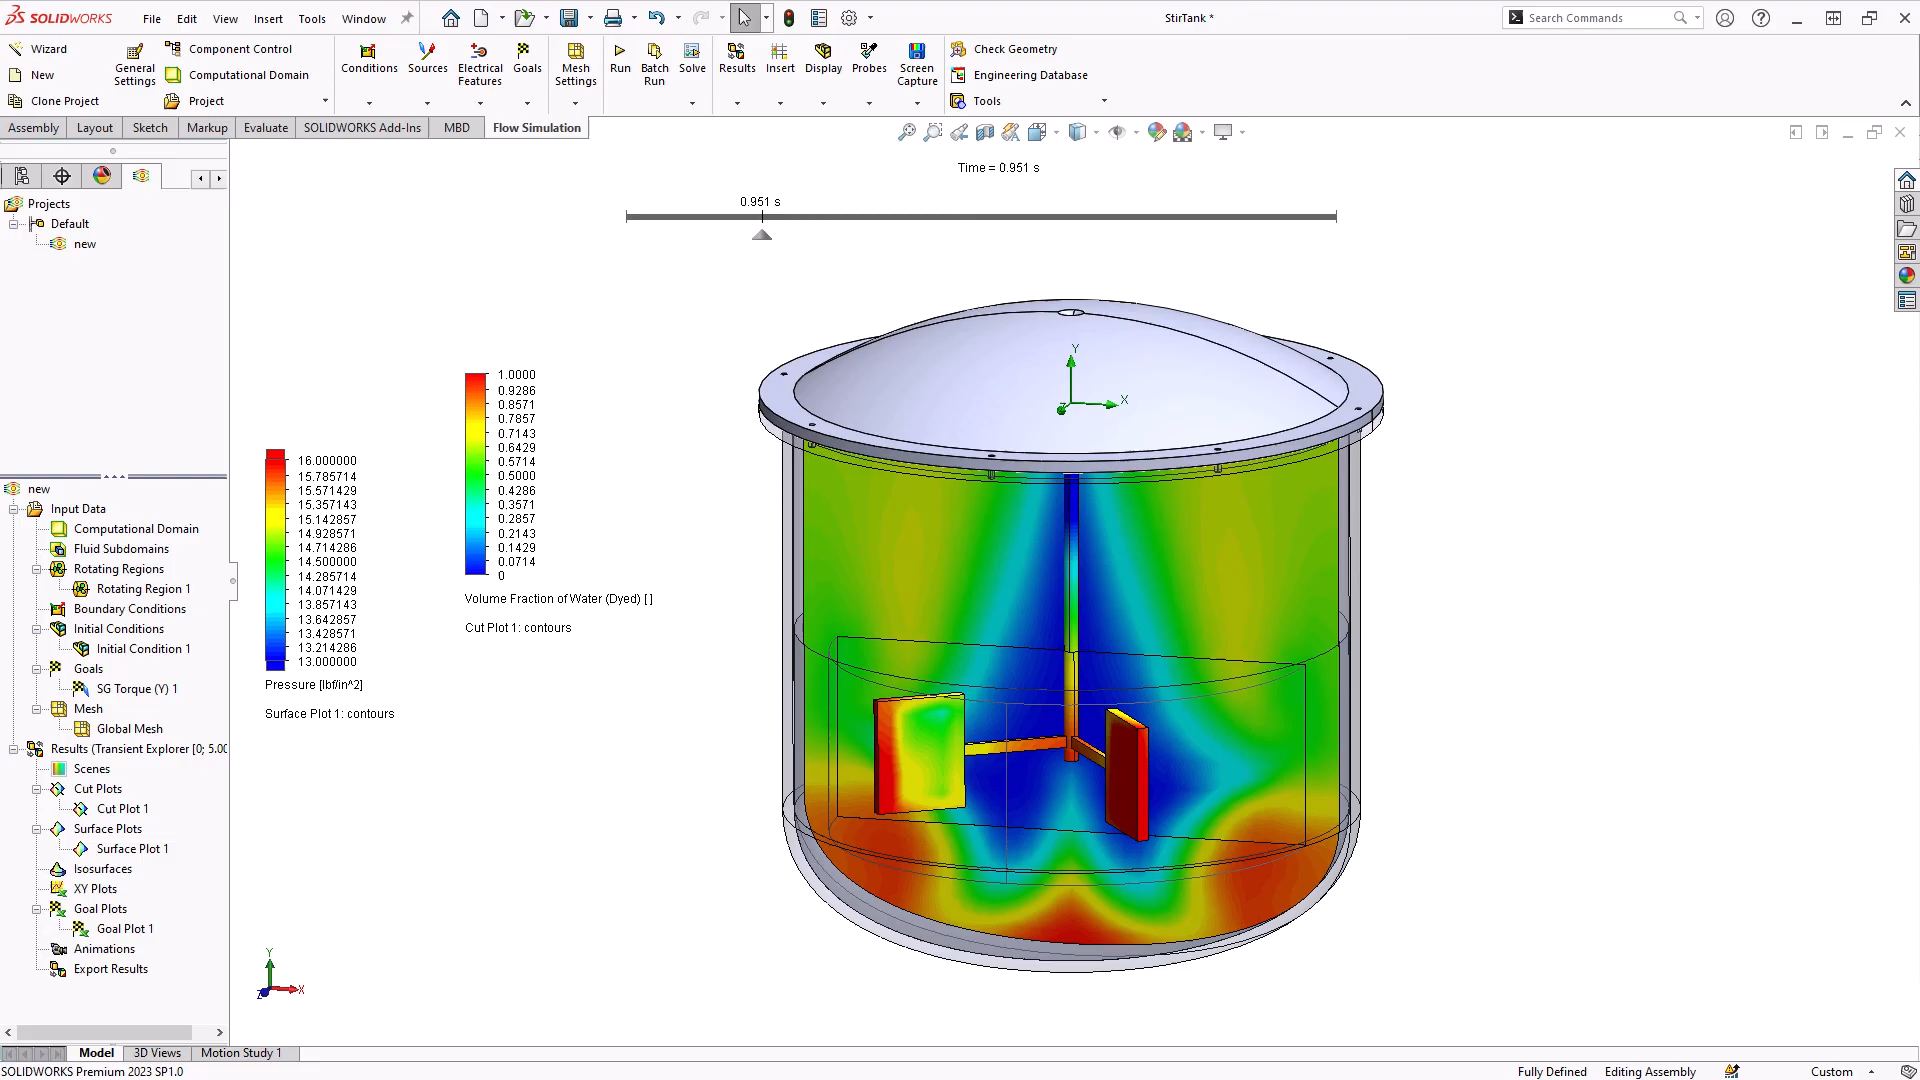 SOLIDWORKS File Edit View Insert Tools Window
StirTank *
Search Commands
Wizard
New
Clone Project
General Settings
Component Control
Computational Domain
Project
Conditions
Sources
Electrical Features
Goals
Mesh Settings
Run
Batch Run
Solve
Results
Insert
Display
Probes
Screen Capture
Check Geometry
Engineering Database
Tools
Assembly Layout Sketch Markup Evaluate SOLIDWORKS Add-Ins MBD Flow Simulation
Projects
Default
new
new
Input Data
Computational Domain
Fluid Subdomains
Rotating Regions
Rotating Region 1
Boundary Conditions
Initial Conditions
Initial Condition 1
Goals
SG Torque (Y) 1
Mesh
Global Mesh
Results (Transient Explorer [0; 5.00
Scenes
Cut Plots
Cut Plot 1
Surface Plots
Surface Plot 1
Isosurfaces
XY Plots
Goal Plots
Goal Plot 1
Animations
Export Results
Time = 0.951 s
0.951 s
1.0000
0.9286
0.8571
0.7857
0.7143
0.6429
0.5714
0.5000
0.4286
0.3571
0.2857
0.2143
0.1429
0.0714
0
Volume Fraction of Water (Dyed) [ ]
Cut Plot 1: contours
16.000000
15.785714
15.571429
15.357143
15.142857
14.928571
14.714286
14.500000
14.285714
14.071429
13.857143
13.642857
13.428571
13.214286
13.000000
Pressure [lbf/in^2]
Surface Plot 1: contours
Y
X
Z
Y
X
Z
Model 3D Views Motion Study 1
SOLIDWORKS Premium 2023 SP1.0
Fully Defined Editing Assembly Custom